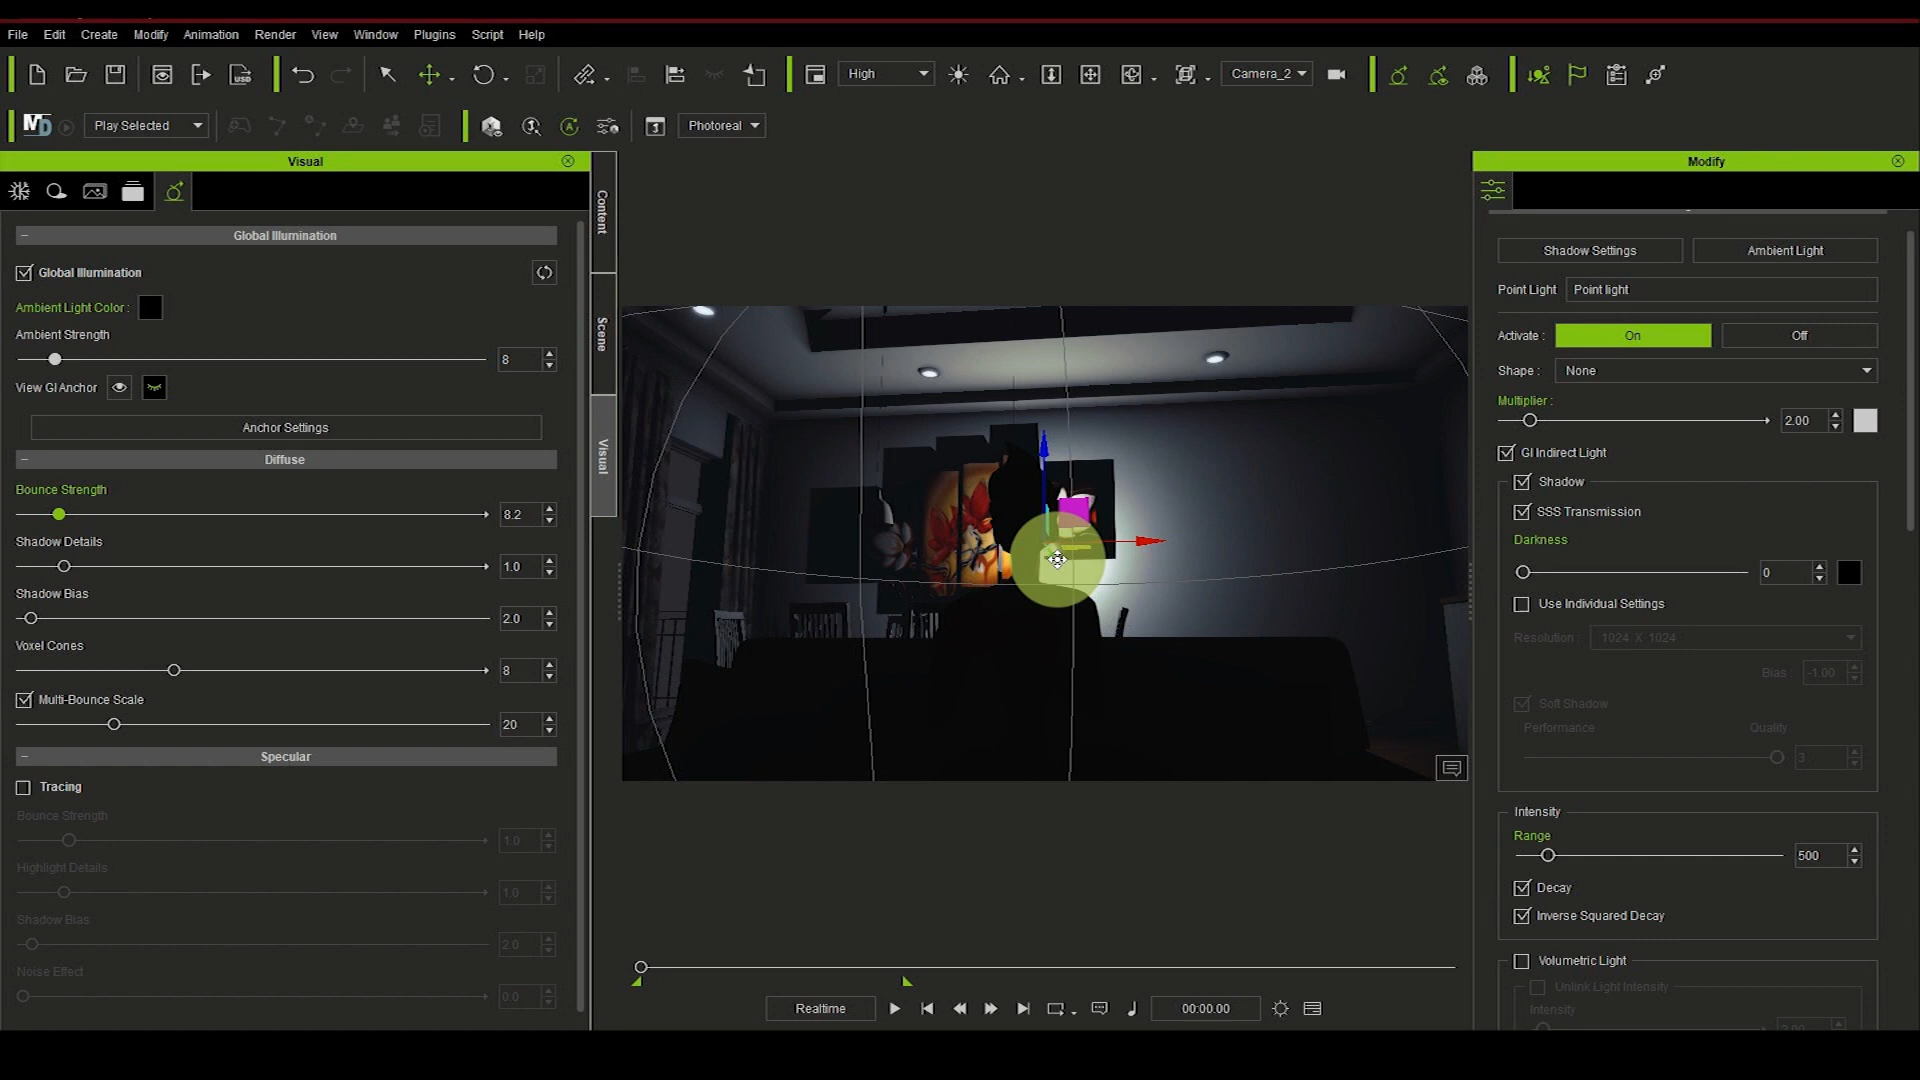 File Edit Create Modify Animation Render View Window Plugins Script Help
USD High Camera_2
MD Play Selected Photoreal
Visual
Content
Scene
Visual
Global Illumination
Global Illumination
Ambient Light Color :
Ambient Strength
8
View GI Anchor
Anchor Settings
Diffuse
Bounce Strength
8.2
Shadow Details
1.0
Shadow Bias
2.0
Voxel Cones
8
Multi-Bounce Scale
20
Specular
Tracing
Bounce Strength
1.0
Highlight Details
1.0
Shadow Bias
2.0
Noise Effect
0.0
Realtime 00:00.00
Modify
Shadow Settings Ambient Light
Point Light Point light
Activate : On Off
Shape : None
Multiplier :
2.00
GI Indirect Light
Shadow
SSS Transmission
Darkness
0
Use Individual Settings
Resolution : 1024 X 1024
Bias : -1.00
Soft Shadow
Performance Quality
3
Intensity
Range
500
Decay
Inverse Squared Decay
Volumetric Light
Unlink Light Intensity
Intensity